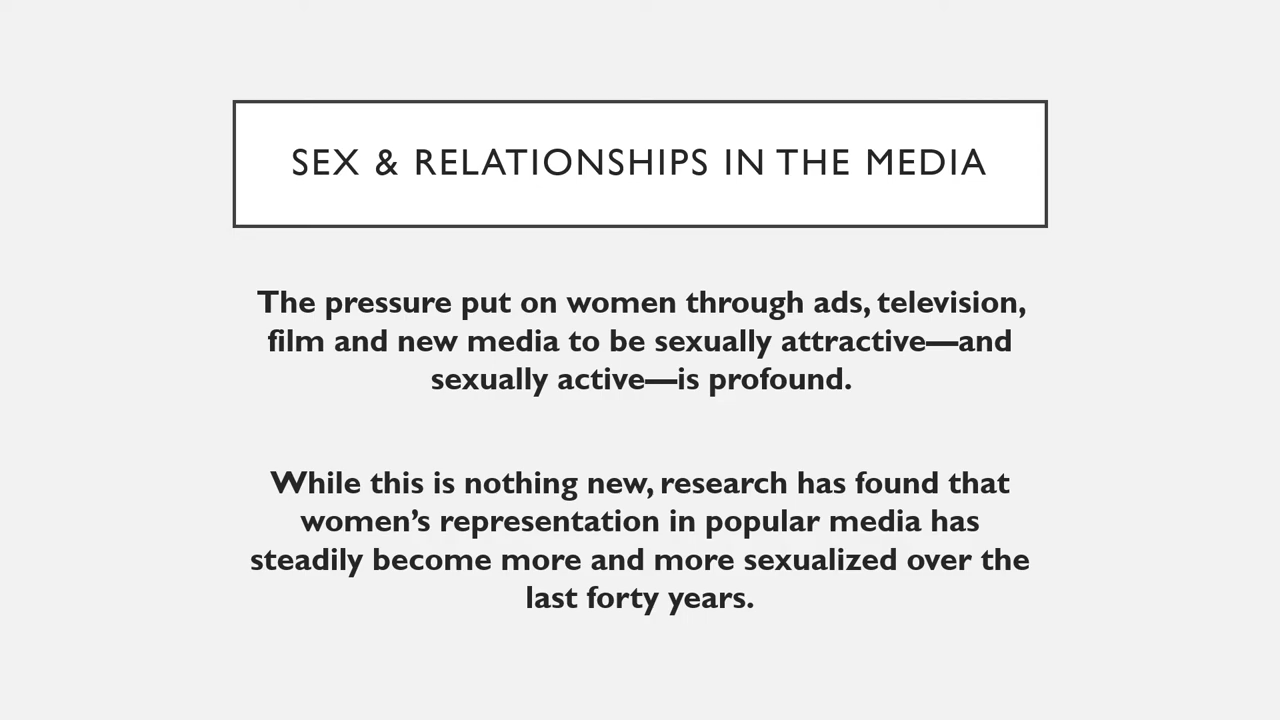 SEX & RELATIONSHIPS IN THE MEDIA
The pressure put on women through ads, television,
film and new media to be sexually attractive—and
sexually active—is profound.
While this is nothing new, research has found that
women’s representation in popular media has
steadily become more and more sexualized over the
last forty years.